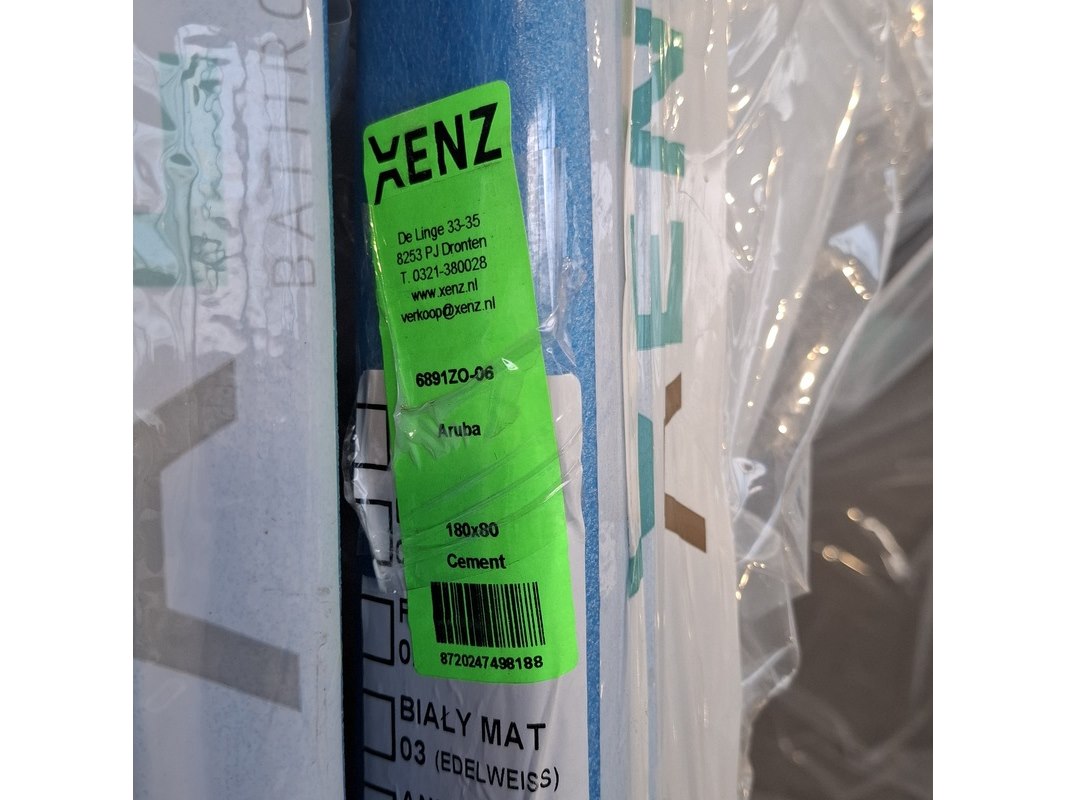 XENZ
De Linge 33-35
8253 PJ Dronten
T. 0321-380028
www.xenz.nl
verkoop@xenz.nl
6891ZO-06
Aruba
180x80
Cement
8720247498188
BIAŁY MAT
03 (EDELWEISS)
XENZ